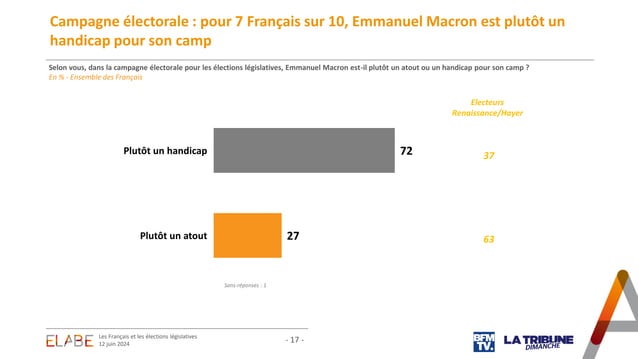 Campagne électorale : pour 7 Français sur 10, Emmanuel Macron est plutôt un
handicap pour son camp
Selon vous, dans la campagne électorale pour les élections législatives, Emmanuel Macron est-il plutôt un atout ou un handicap pour son camp ?
En % - Ensemble des Français
Electeurs
Renaissance/Hayer
Plutôt un handicap
72
37
Plutôt un atout
27
63
Sans réponses : 1
ELABE
Les Français et les élections législatives
12 juin 2024
- 17 -
BFM
TV.
LA TRIBUNE
DIMANCHE